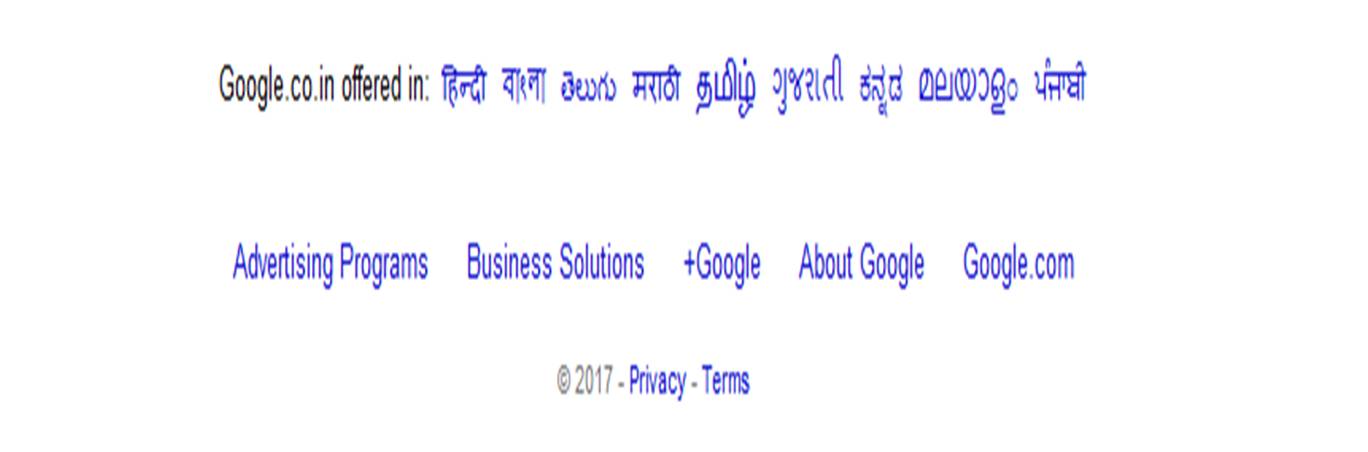 Google.co.in offered in: हिन्दी বাংলা తెలుగు मराठी தமிழ் ગુજરાતી ಕನ್ನಡ മലയാളം ਪੰਜਾਬੀ
Advertising Programs Business Solutions +Google About Google Google.com
© 2017 - Privacy - Terms